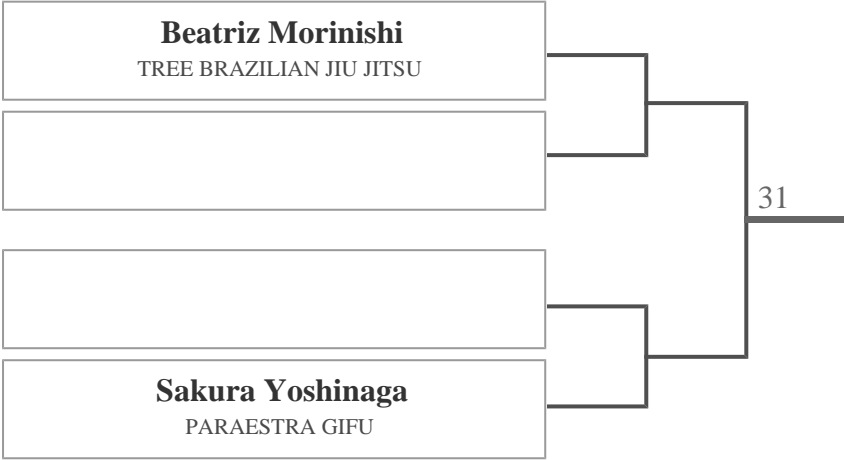 Beatriz Morinishi
TREE BRAZILIAN JIU JITSU
31
Sakura Yoshinaga
PARAESTRA GIFU